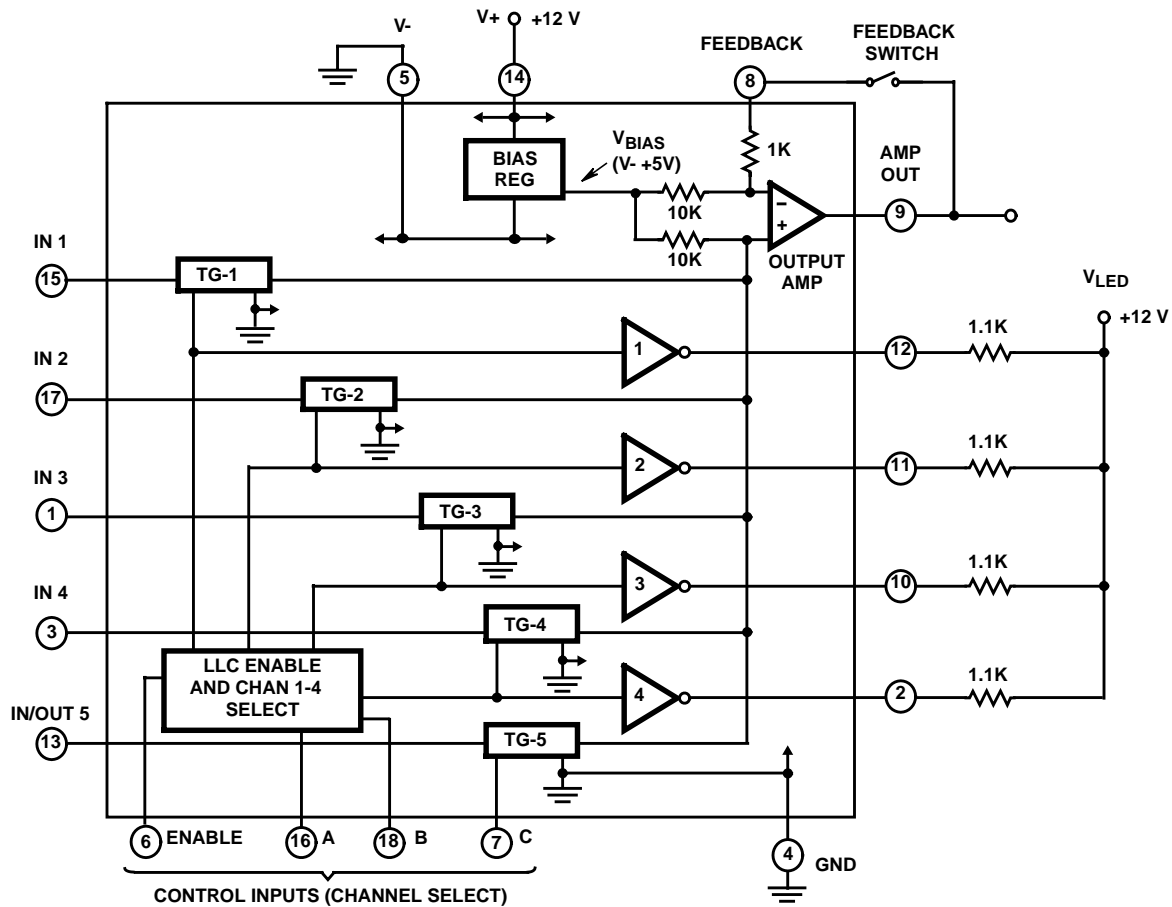 V-
V+
+12 V
FEEDBACK
FEEDBACK
SWITCH
5
14
8
BIAS
REG
VBIAS
(V- +5V)
1K
AMP
OUT
10K
10K
−
+
9
OUTPUT
AMP
IN 1
15
TG-1
VLED
+12 V
1
12
1.1K
IN 2
17
TG-2
2
11
1.1K
IN 3
1
TG-3
3
10
1.1K
IN 4
3
TG-4
LLC ENABLE
AND CHAN 1-4
SELECT
4
2
1.1K
IN/OUT 5
13
TG-5
6 ENABLE
16 A
18 B
7 C
4
GND
CONTROL INPUTS (CHANNEL SELECT)